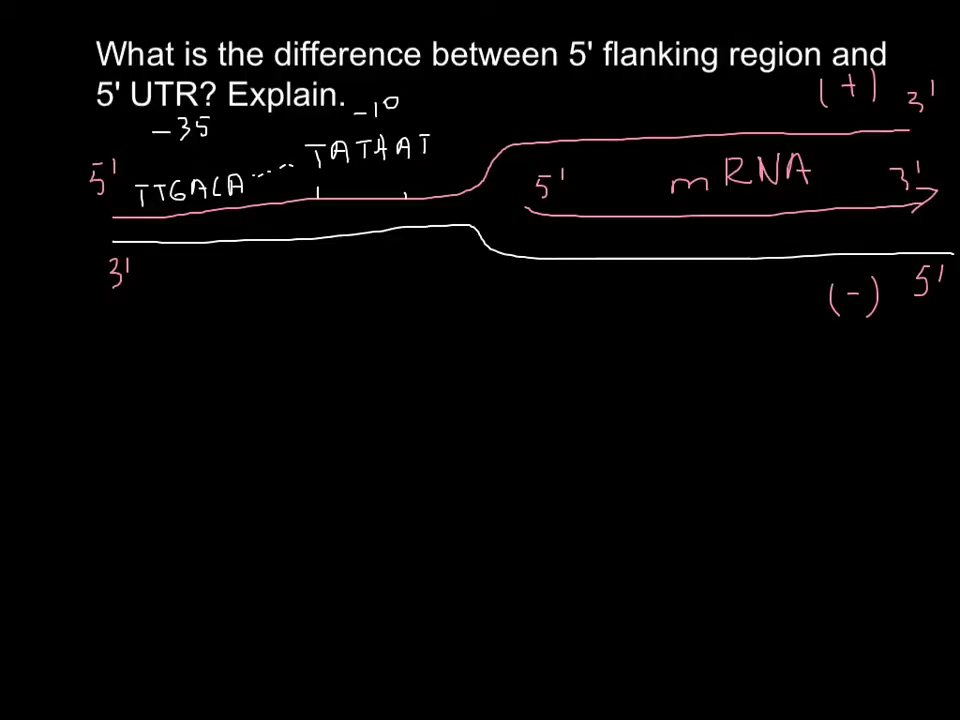 What is the difference between 5' flanking region and
5' UTR? Explain.
(+) 3'
-35
-10
5' TTGACA ..... TATAAT
5' mRNA 3'
3'
(-) 5'